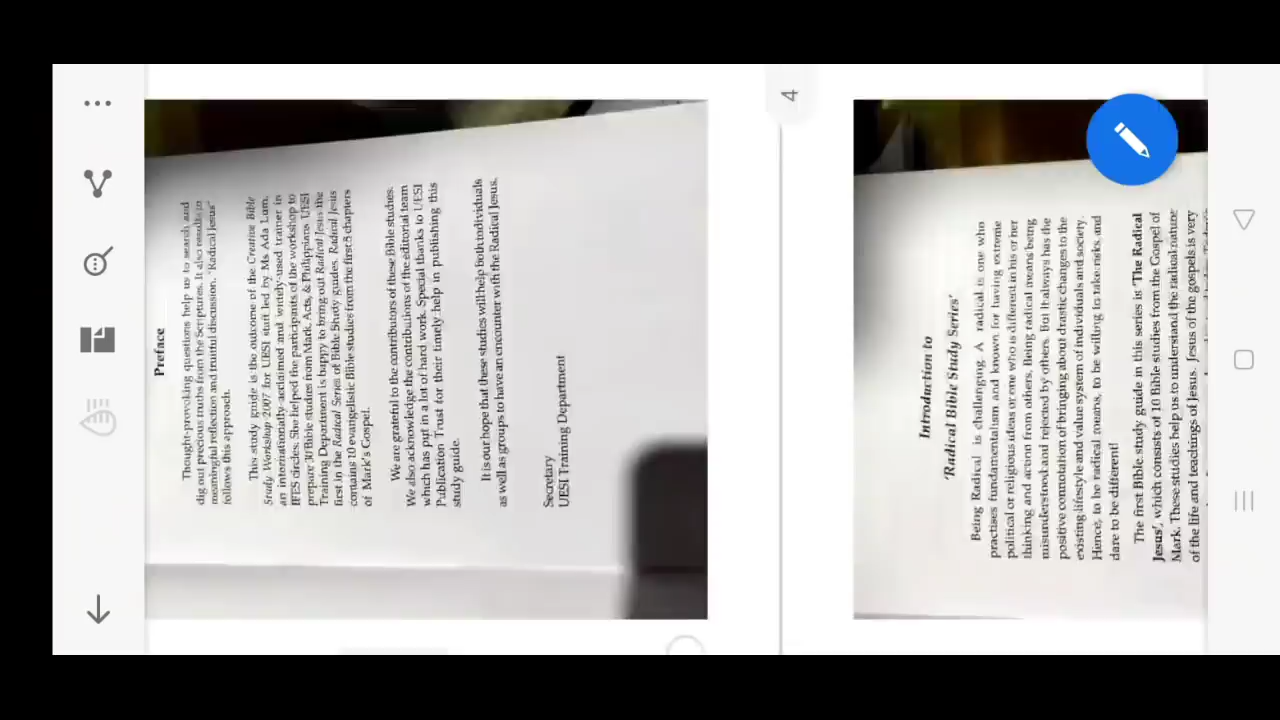 Preface
Thought-provoking questions help us to search and
dig out precious truths from the Scriptures. It also results in
meaningful reflection and fruitful discussion. 'Radical Jesus'
follows this approach.
This study guide is the outcome of the Creative Bible
Study Workshop 2007 for UESI staff led by Ms Ada Lum,
an internationally-acclaimed and widely-used trainer in
IFES circles. She helped the participants of the workshop to
prepare 30 Bible studies from Mark, Acts, & Philippians. UESI
Training Department is happy to bring out Radical Jesus the
first in the Radical Series of Bible Study guides. Radical Jesus
contains 10 evangelistic Bible studies from the first 8 chapters
of Mark's Gospel.
We are grateful to the contributors of these Bible studies.
We also acknowledge the contributions of the editorial team
which has put in a lot of hard work. Special thanks to UESI
Publication Trust for their timely help in publishing this
study guide.
It is our hope that these studies will help both individuals
as well as groups to have an encounter with the Radical Jesus.
Secretary
UESI Training Department
4
Introduction to
'Radical Bible Study Series'
Being Radical is challenging. A radical is one who
practises fundamentalism and known for having extreme
political or religious ideas or one who is different in his or her
thinking and action from others. Being radical means being
misunderstood and rejected by others. But it always has the
positive connotation of bringing about drastic changes to the
existing lifestyle and value system of individuals and society.
Hence, to be radical means, to be willing to take risks, and
dare to be different!
The first Bible study guide in this series is 'The Radical
Jesus', which consists of 10 Bible studies from the Gospel of
Mark. These studies help us to understand the radical nature
of the life and teachings of Jesus. Jesus of the gospels is very